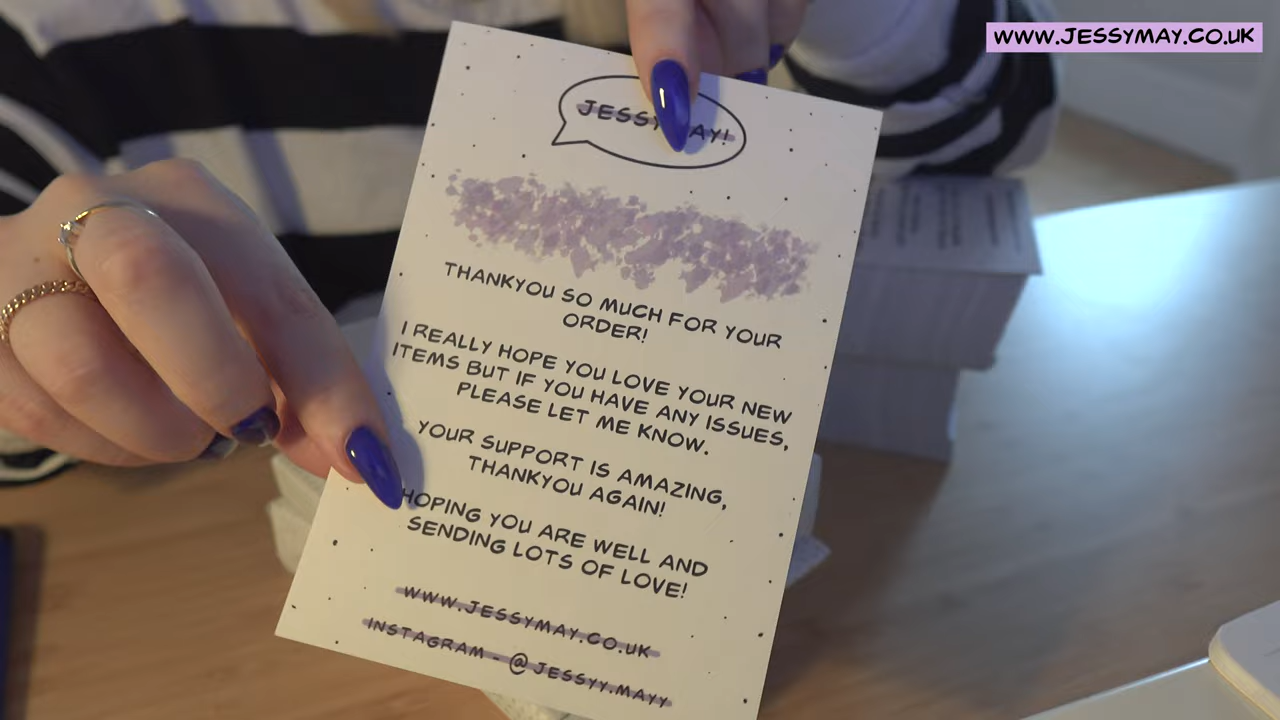 WWW.JESSYMAY.CO.UK
JESSY AY!
THANKYOU SO MUCH FOR YOUR
ORDER!
I REALLY HOPE YOU LOVE YOUR NEW
ITEMS BUT IF YOU HAVE ANY ISSUES,
PLEASE LET ME KNOW.
YOUR SUPPORT IS AMAZING,
THANKYOU AGAIN!
HOPING YOU ARE WELL AND
SENDING LOTS OF LOVE!
WWW.JESSYMAY.CO.UK
INSTAGRAM - @JESSYY.MAYY